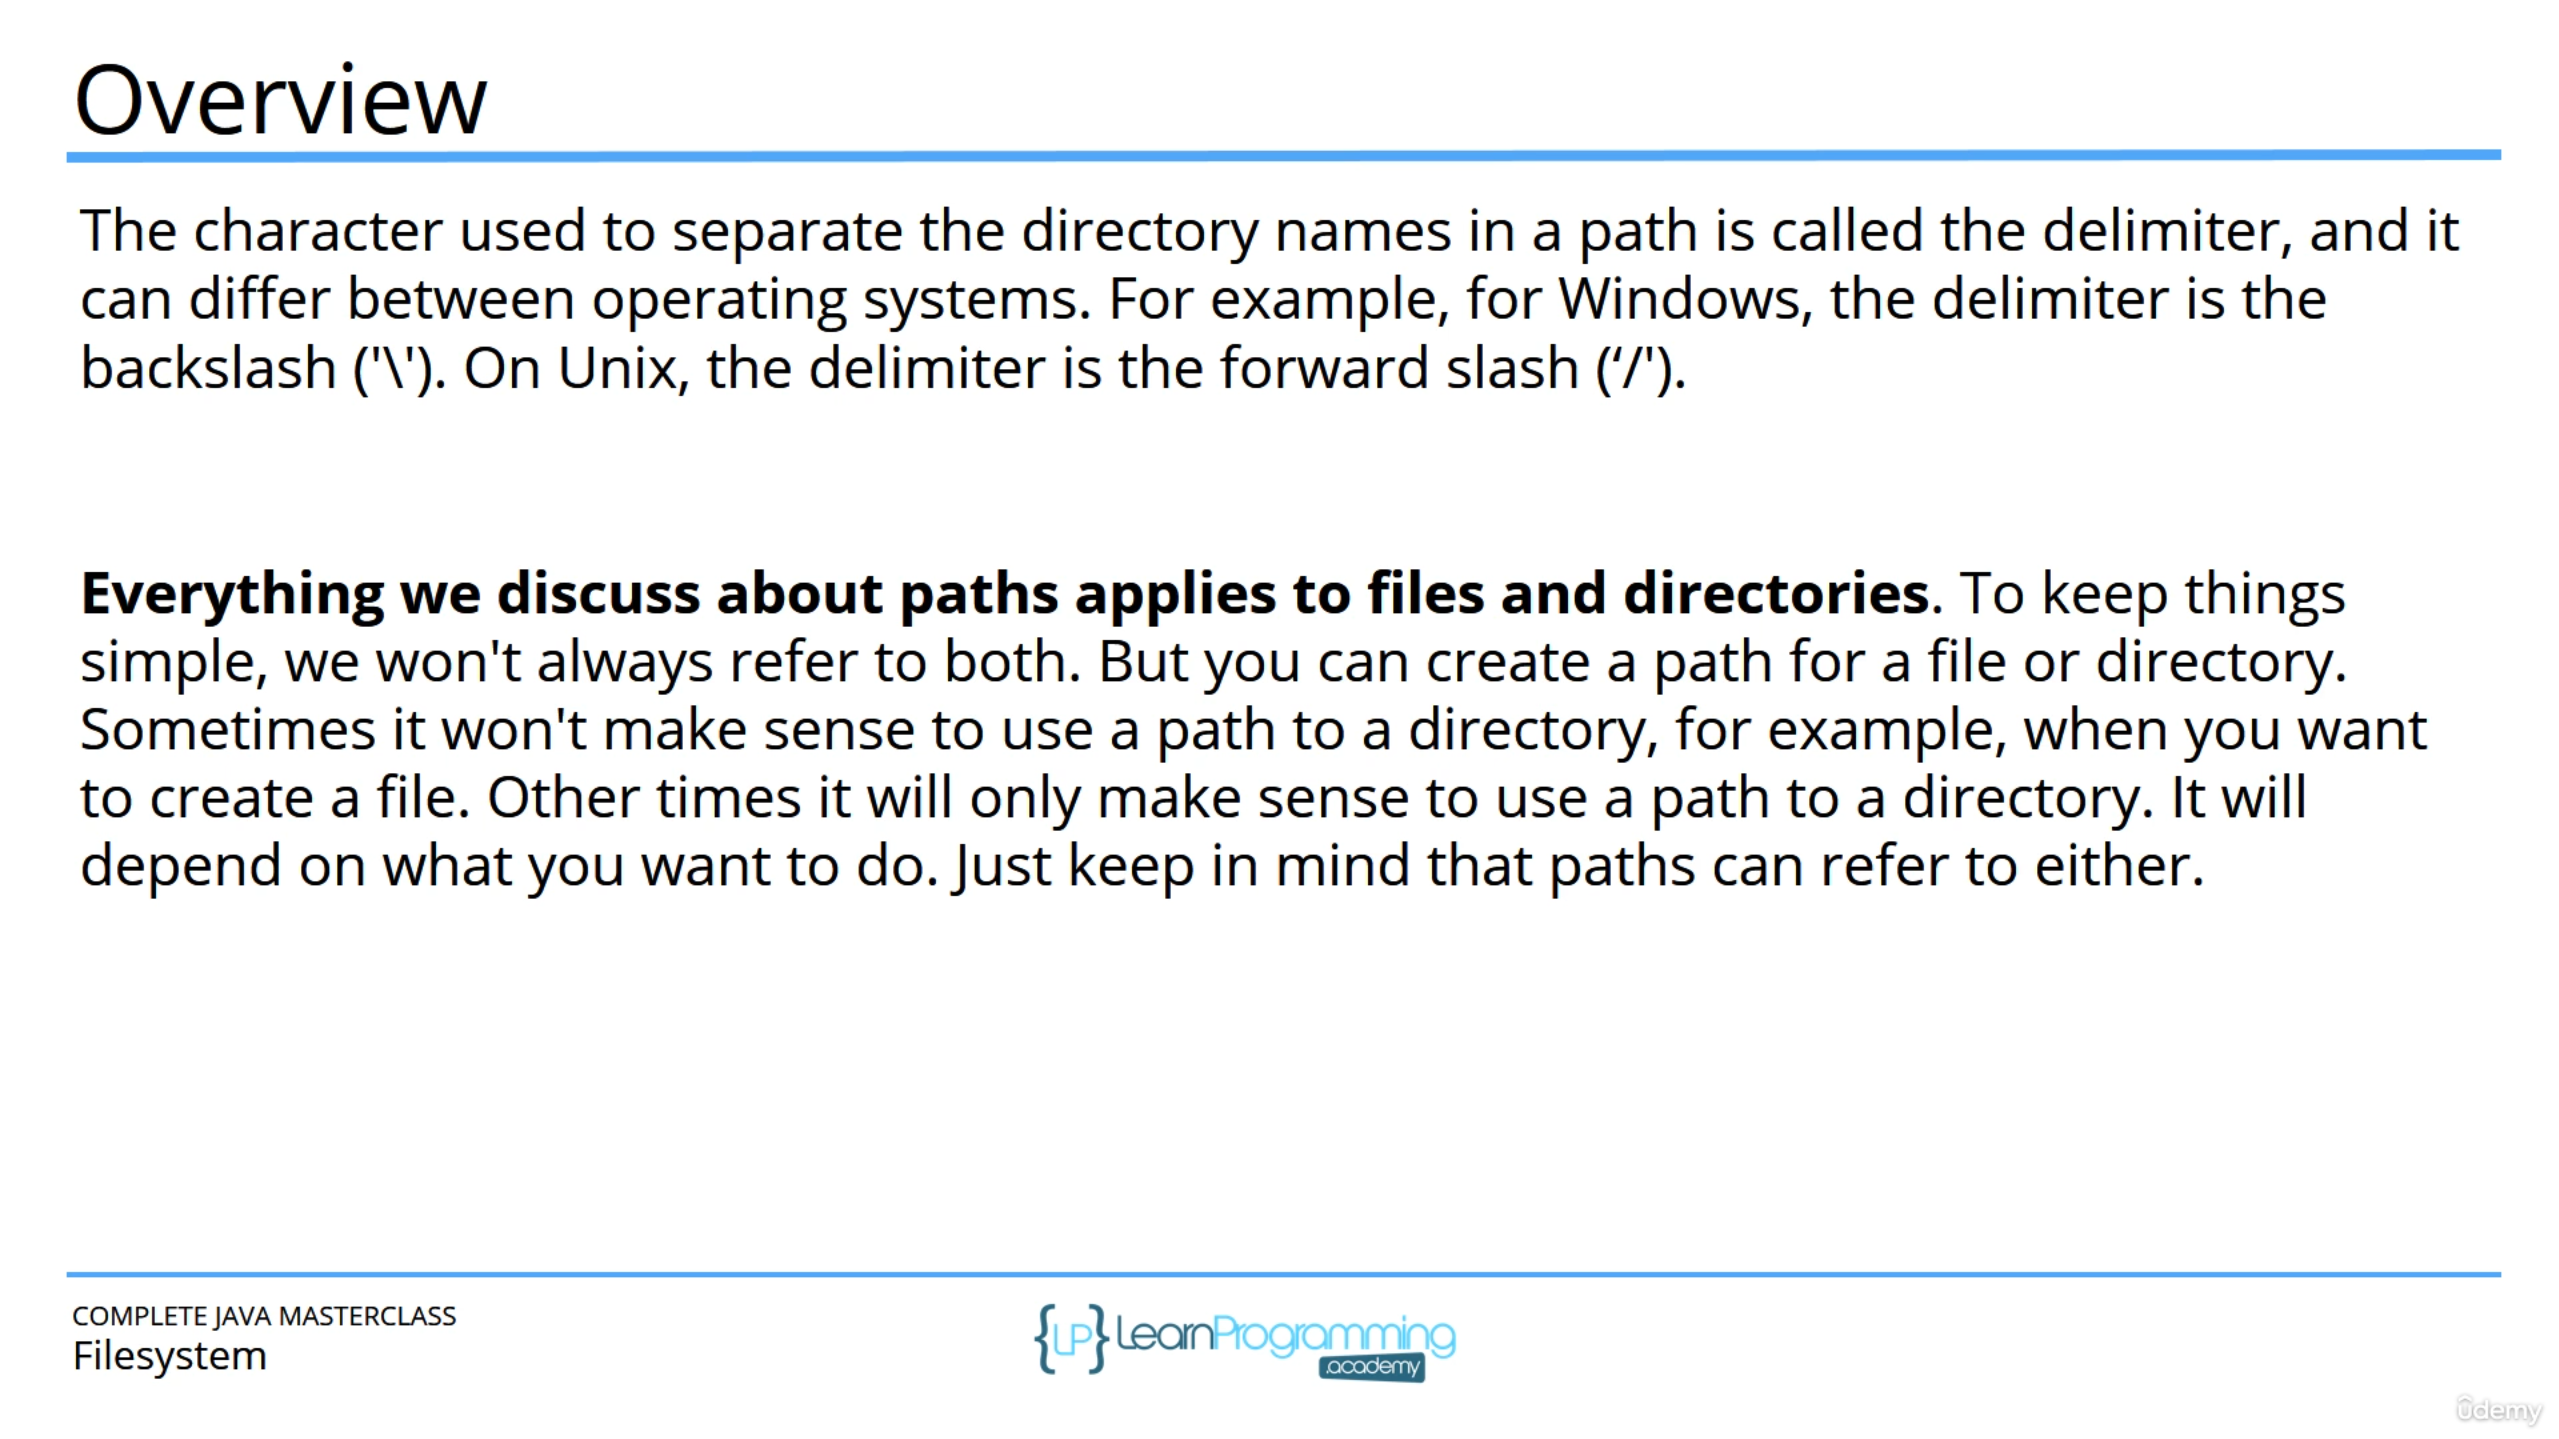 Overview
The character used to separate the directory names in a path is called the delimiter, and it
can differ between operating systems. For example, for Windows, the delimiter is the
backslash ('\'). On Unix, the delimiter is the forward slash (‘/').
Everything we discuss about paths applies to files and directories. To keep things
simple, we won't always refer to both. But you can create a path for a file or directory.
Sometimes it won't make sense to use a path to a directory, for example, when you want
to create a file. Other times it will only make sense to use a path to a directory. It will
depend on what you want to do. Just keep in mind that paths can refer to either.
COMPLETE JAVA MASTERCLASS
Filesystem
{LP} LearnProgramming
.academy
ûdemy